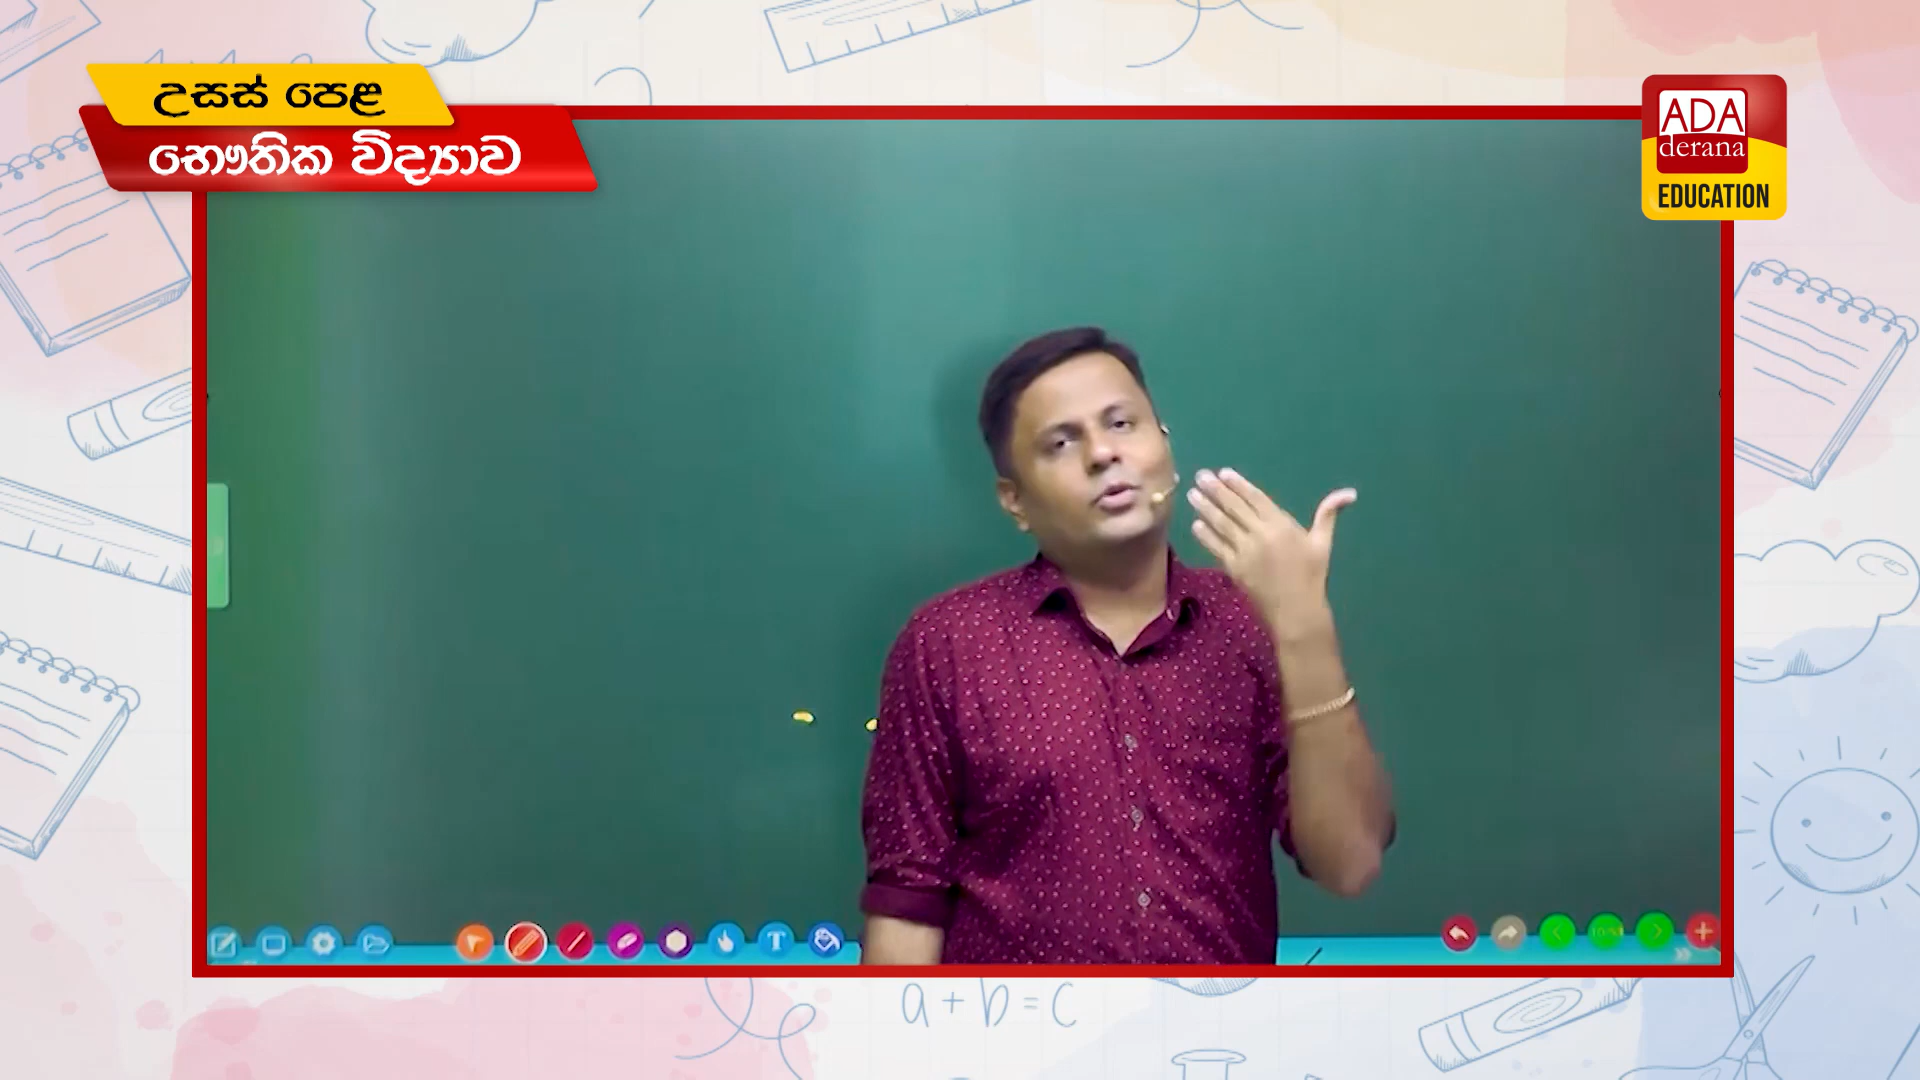 උසස් පෙළ
භෞතික විද්‍යාව
ADA
derana
EDUCATION
T
a + b = c